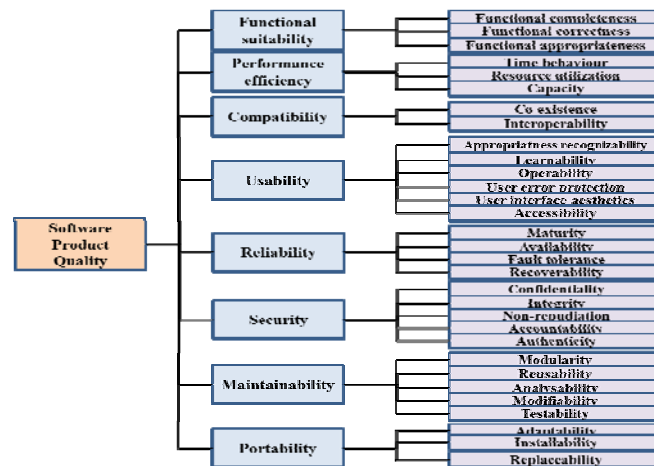 Software
Product
Quality
Functional
suitability
Functional completeness
Functional correctness
Functional appropriateness
Performance
efficiency
Time behaviour
Resource utilization
Capacity
Compatibility
Co existence
Interoperability
Usability
Appropriatness recognizability
Learnability
Operability
User error protection
User interface aesthetics
Accessibility
Reliability
Maturity
Availability
Fault tolerance
Recoverability
Security
Confidentiality
Integrity
Non-repudiation
Accountability
Authenticity
Maintainability
Modularity
Reusability
Analysability
Modifiability
Testability
Portability
Adaptability
Installability
Replaceability